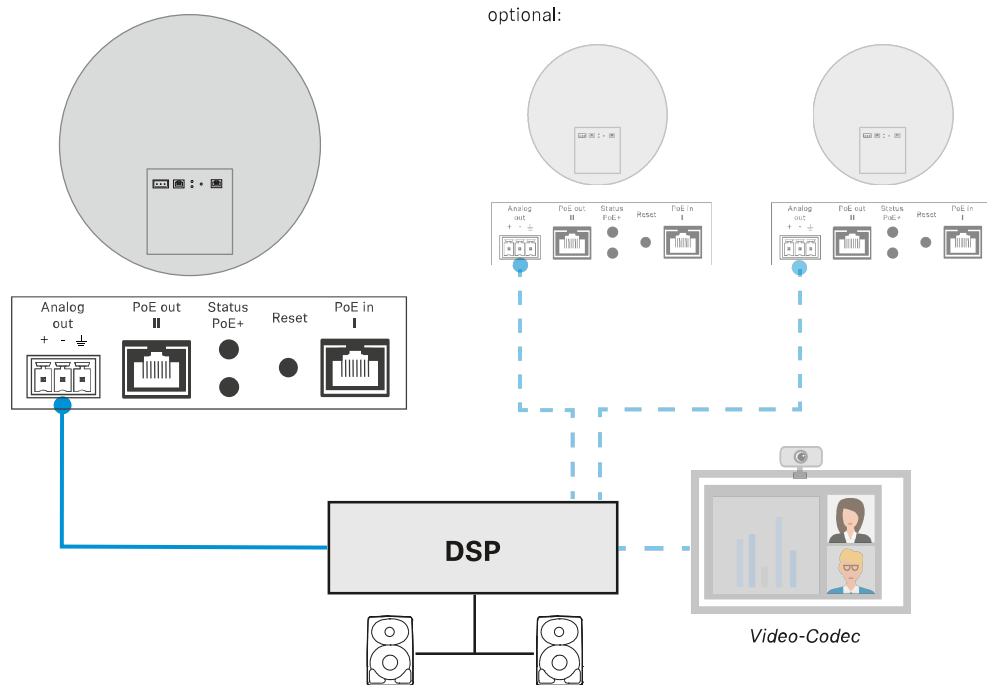 optional:
Analog
out
+ - ⏚
PoE out
II
Status
PoE+
Reset
PoE in
I
Analog
out
+ - ⏚
PoE out
II
Status
PoE+
Reset
PoE in
I
Analog
out
+ - ⏚
PoE out
II
Status
PoE+
Reset
PoE in
I
DSP
Video-Codec